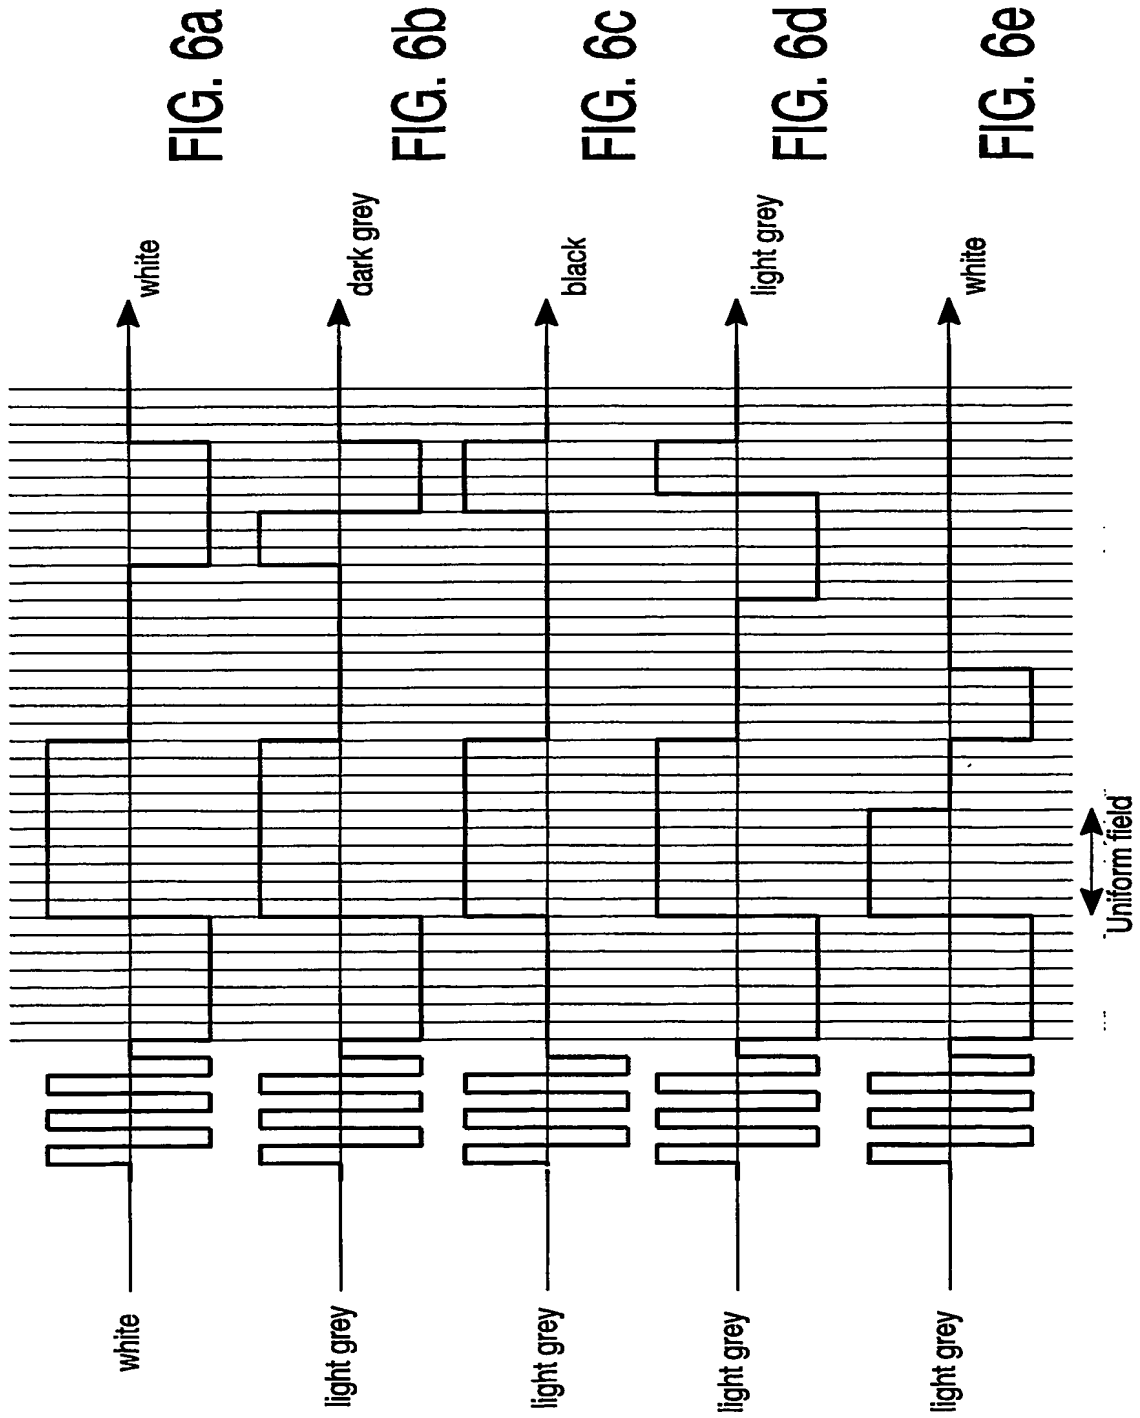 white
white
FIG. 6a
light grey
dark grey
FIG. 6b
light grey
black
FIG. 6c
light grey
light grey
FIG. 6d
light grey
white
FIG. 6e
Uniform field